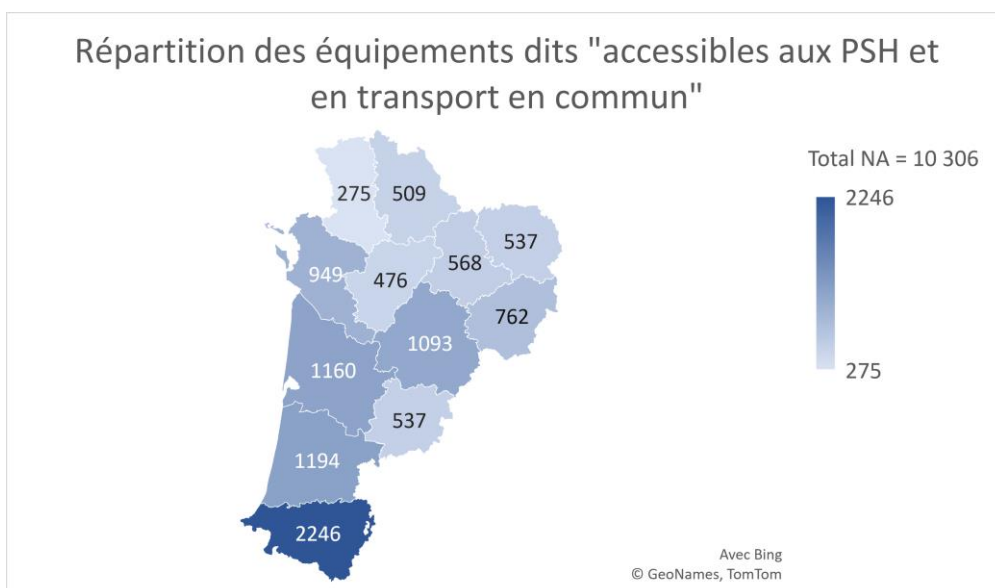 Répartition des équipements dits "accessibles aux PSH et
en transport en commun"
Total NA = 10 306
2246
275
275
509
537
949
476
568
762
1093
1160
537
1194
2246
Avec Bing
© GeoNames, TomTom